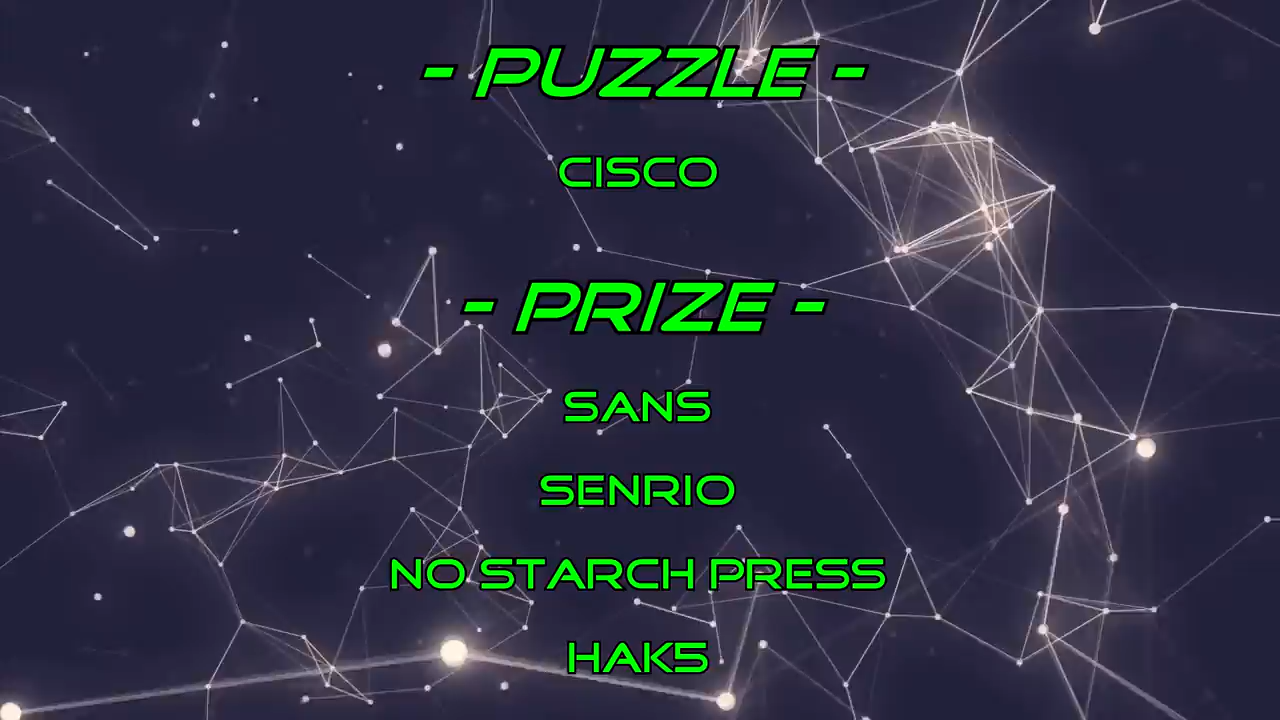 - PUZZLE -
CISCO
- PRIZE -
SANS
SENRIO
NO STARCH PRESS
HAK5